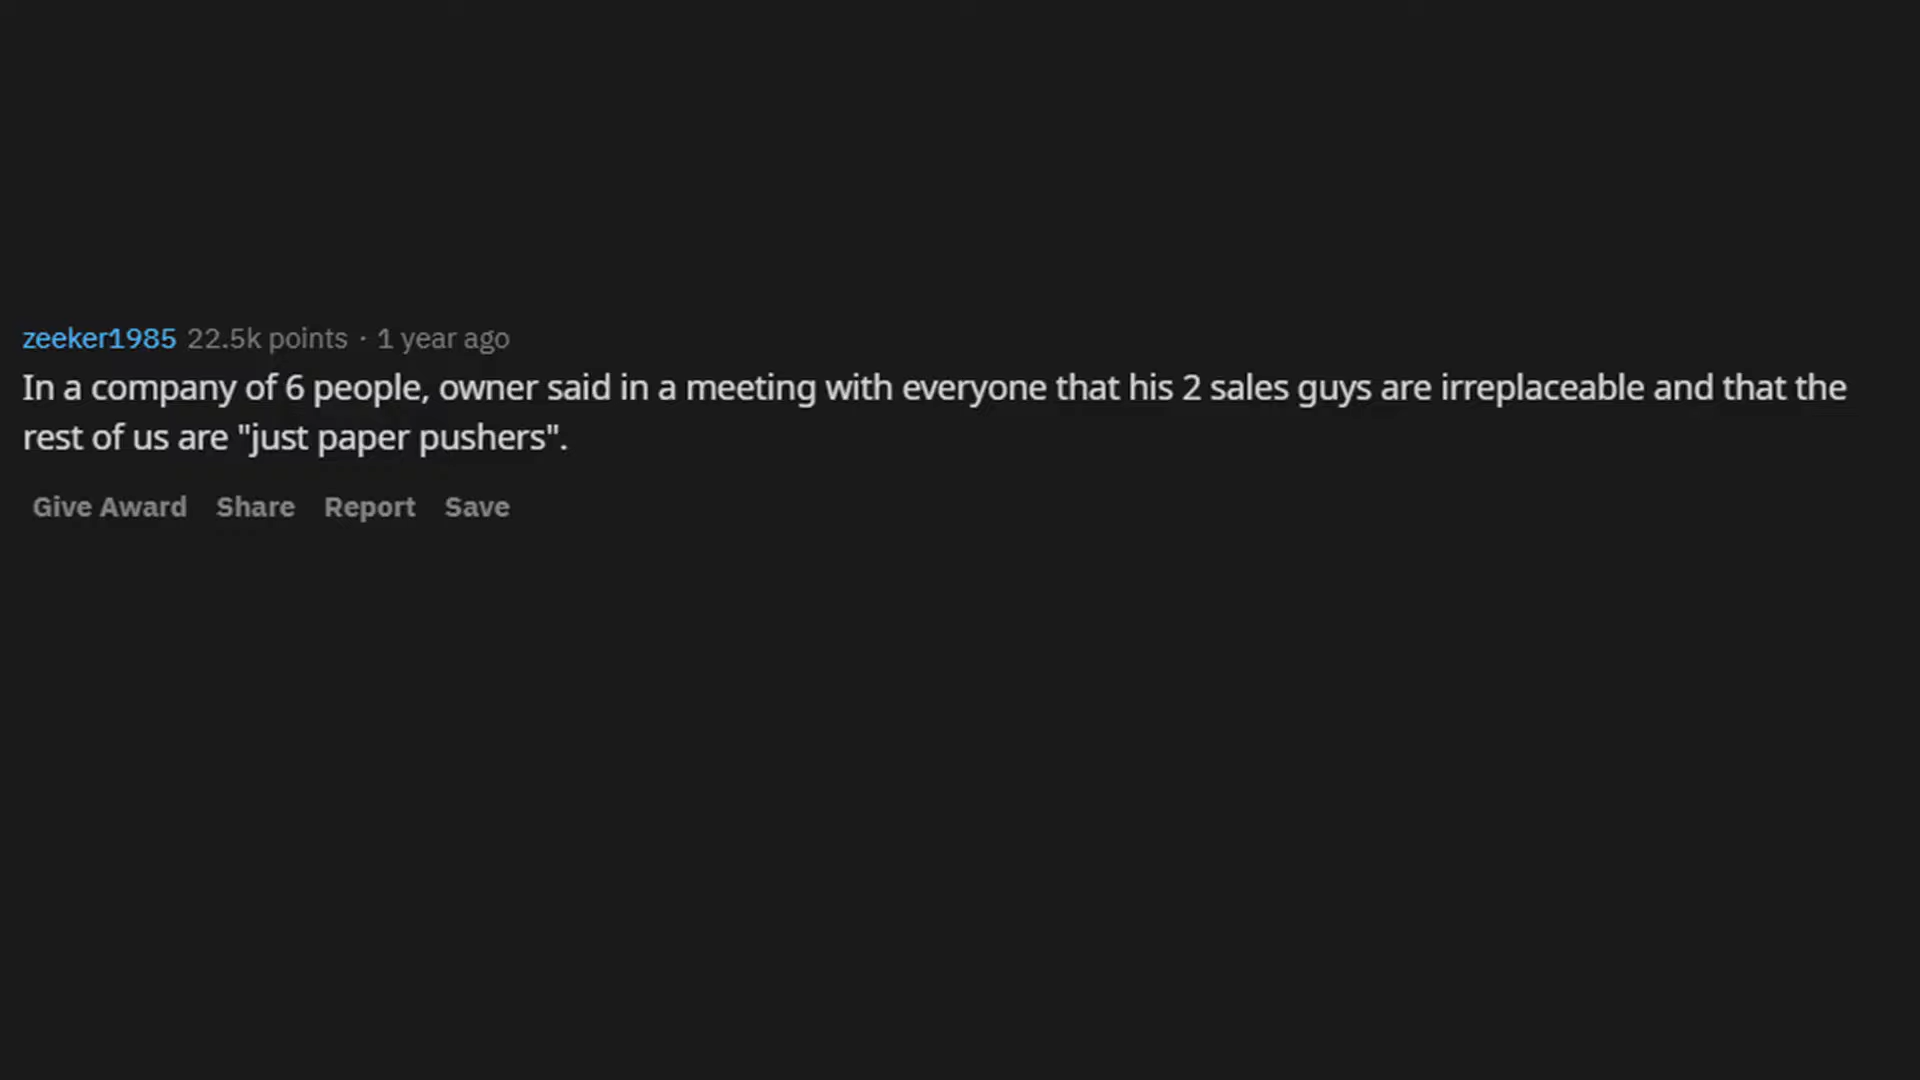 zeeker1985 22.5k points · 1 year ago
In a company of 6 people, owner said in a meeting with everyone that his 2 sales guys are irreplaceable and that the
rest of us are "just paper pushers".
Give Award Share Report Save